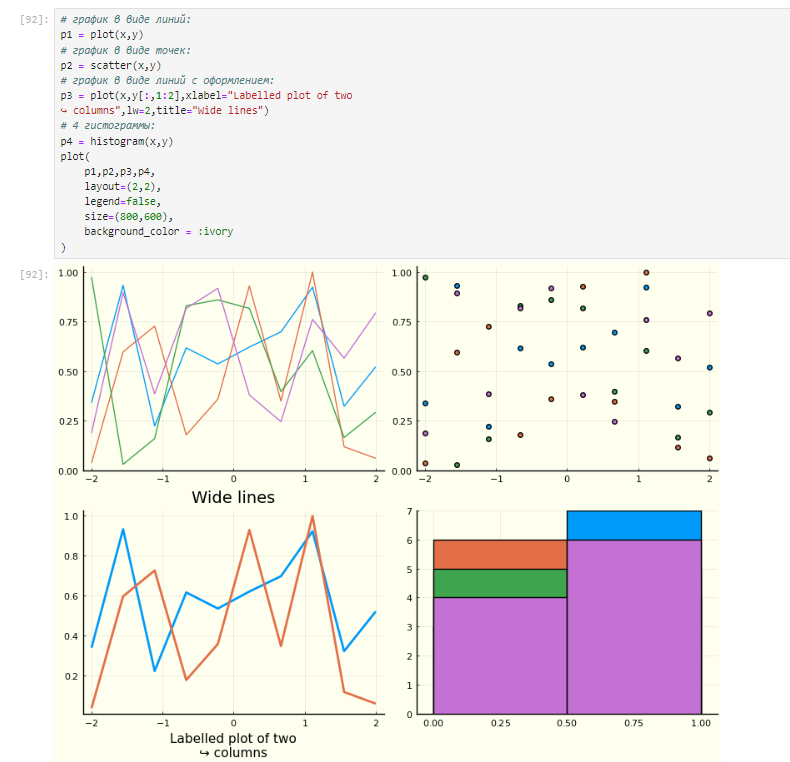 [92]: # график в виде линий:
p1 = plot(x,y)
# график в виде точек:
p2 = scatter(x,y)
# график в виде линий с оформлением:
p3 = plot(x,y[:,1:2],xlabel="Labelled plot of two
↪ columns",lw=2,title="Wide lines")
# 4 гистограммы:
p4 = histogram(x,y)
plot(
    p1,p2,p3,p4,
    layout=(2,2),
    legend=false,
    size=(800,600),
    background_color = :ivory
)
[92]:
1.00
0.75
0.50
0.25
0.00
−2 −1 0 1 2
1.00
0.75
0.50
0.25
0.00
−2 −1 0 1 2
Wide lines
1.0
0.8
0.6
0.4
0.2
−2 −1 0 1 2
Labelled plot of two
↪ columns
7
6
5
4
3
2
1
0
0.00 0.25 0.50 0.75 1.00